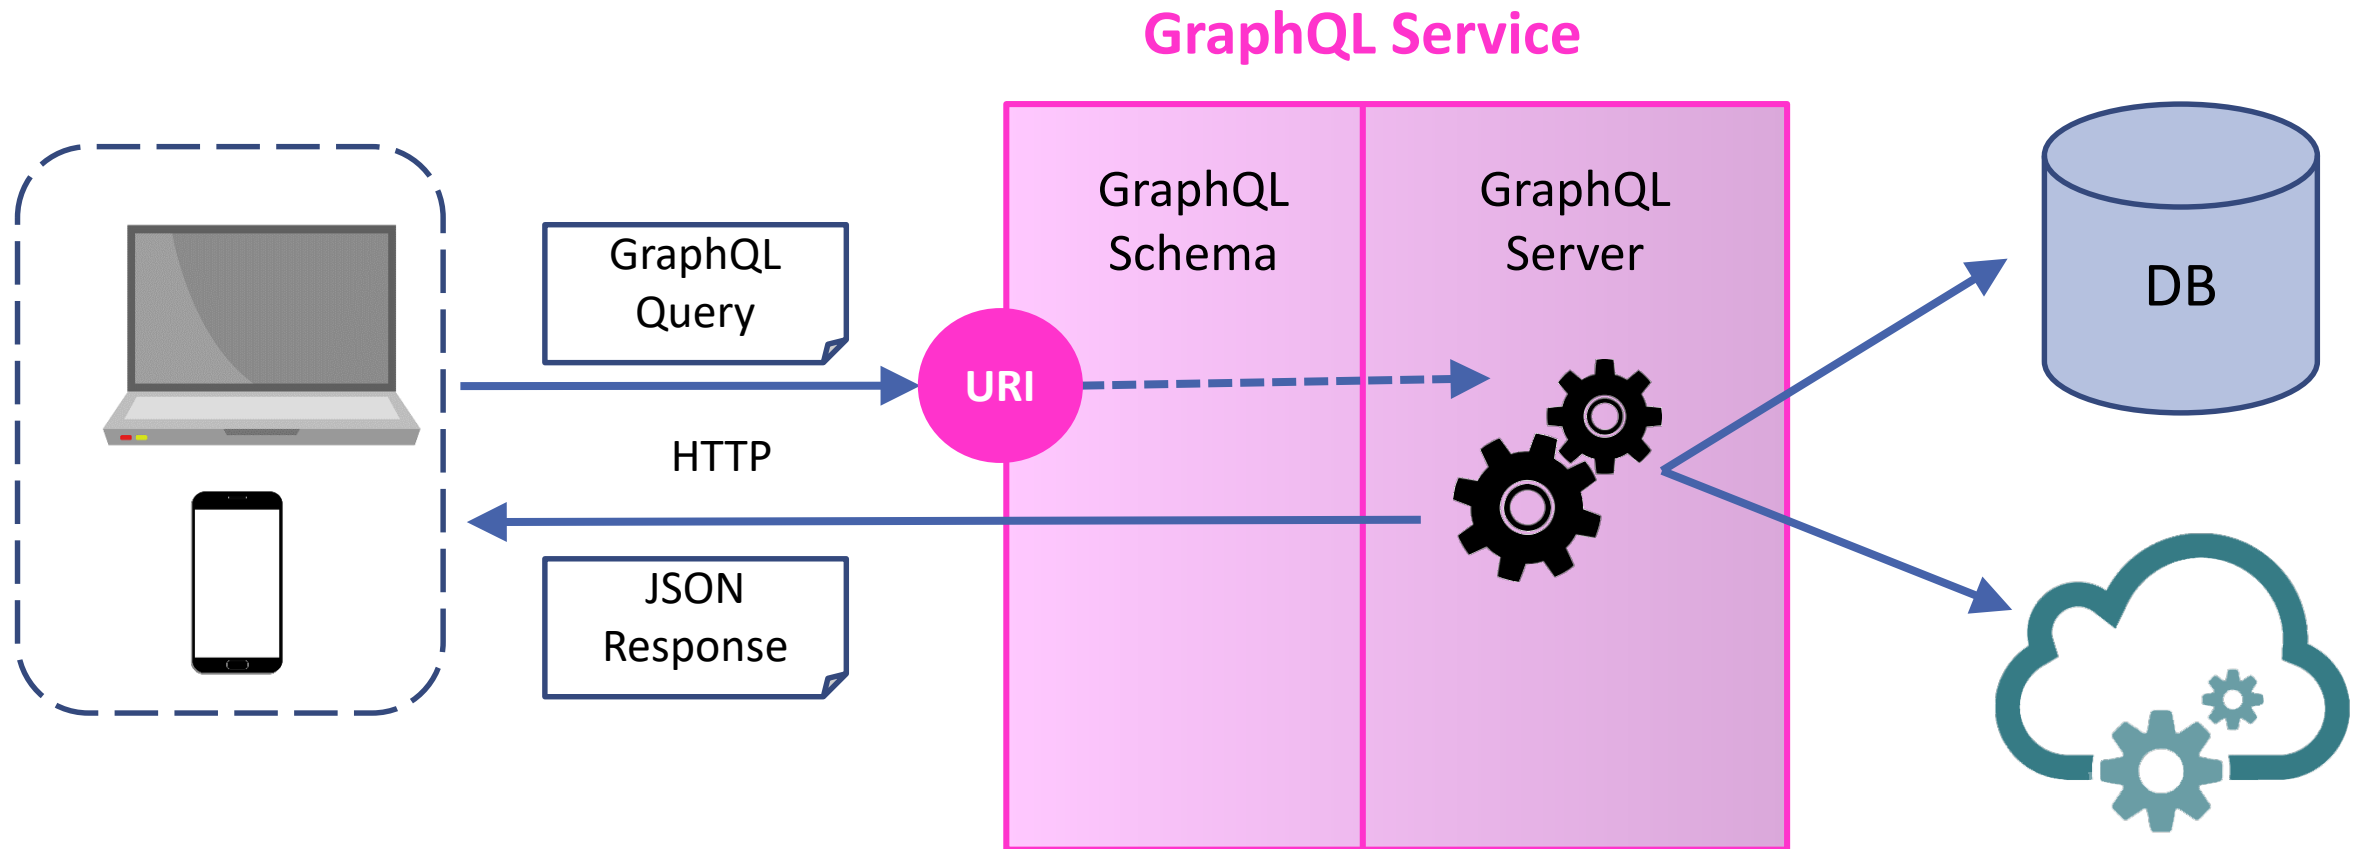 GraphQL Service
GraphQL
Query
URI
HTTP
JSON
Response
GraphQL
Schema
GraphQL
Server
DB